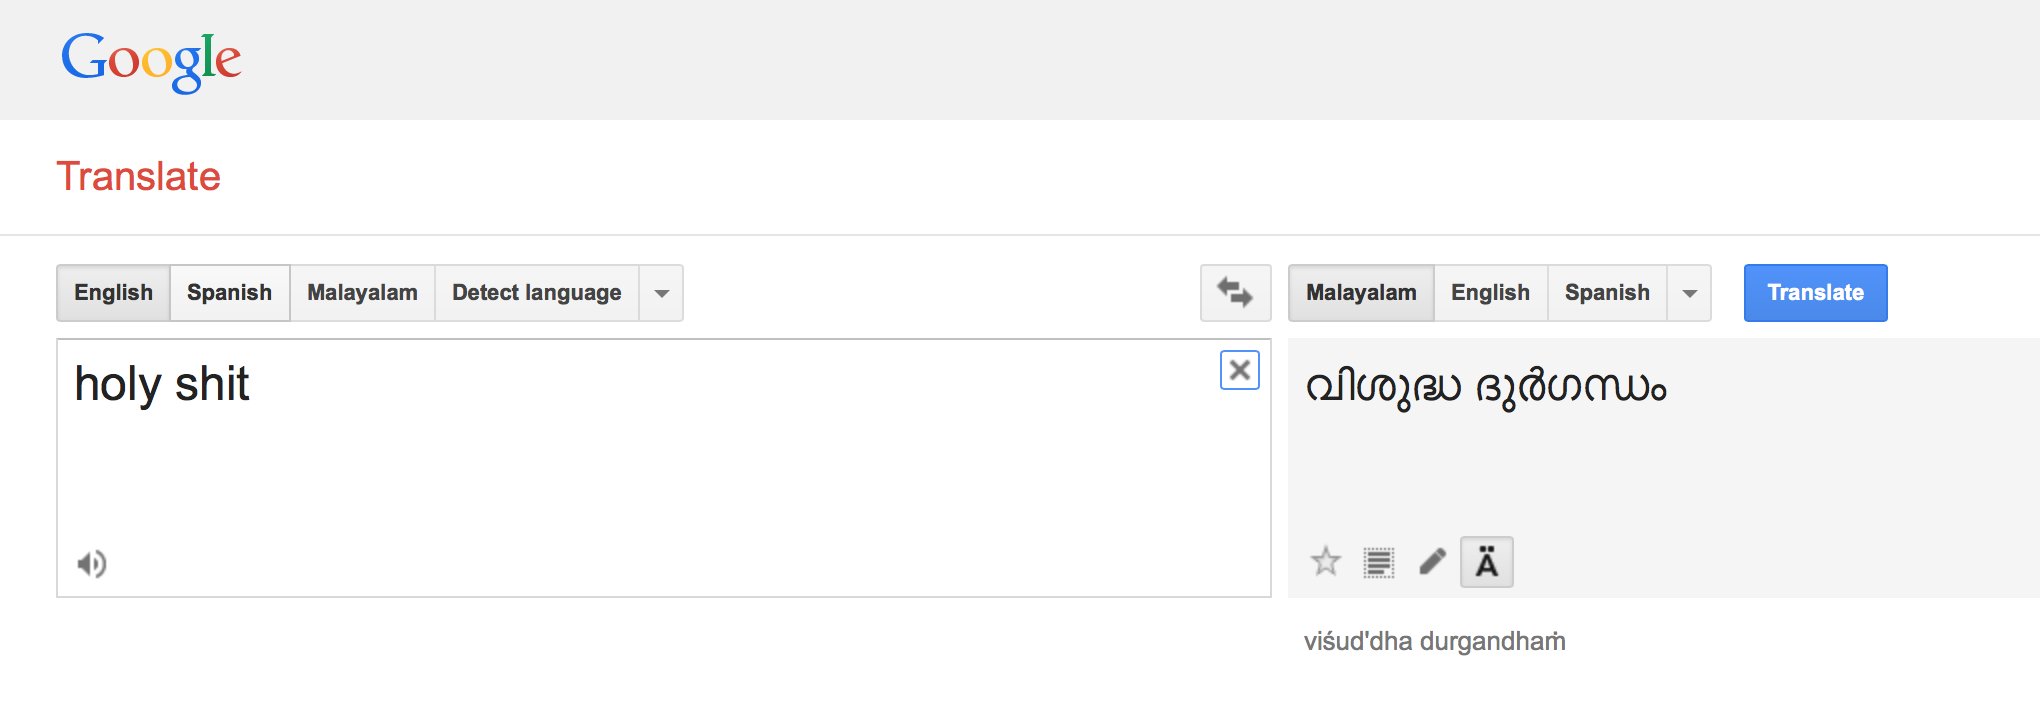 Google
Translate
English Spanish Malayalam Detect language
Malayalam English Spanish Translate
holy shit
വിശുദ്ധ ദുർഗന്ധം
Ä
viśud'dha durgandhaṁ